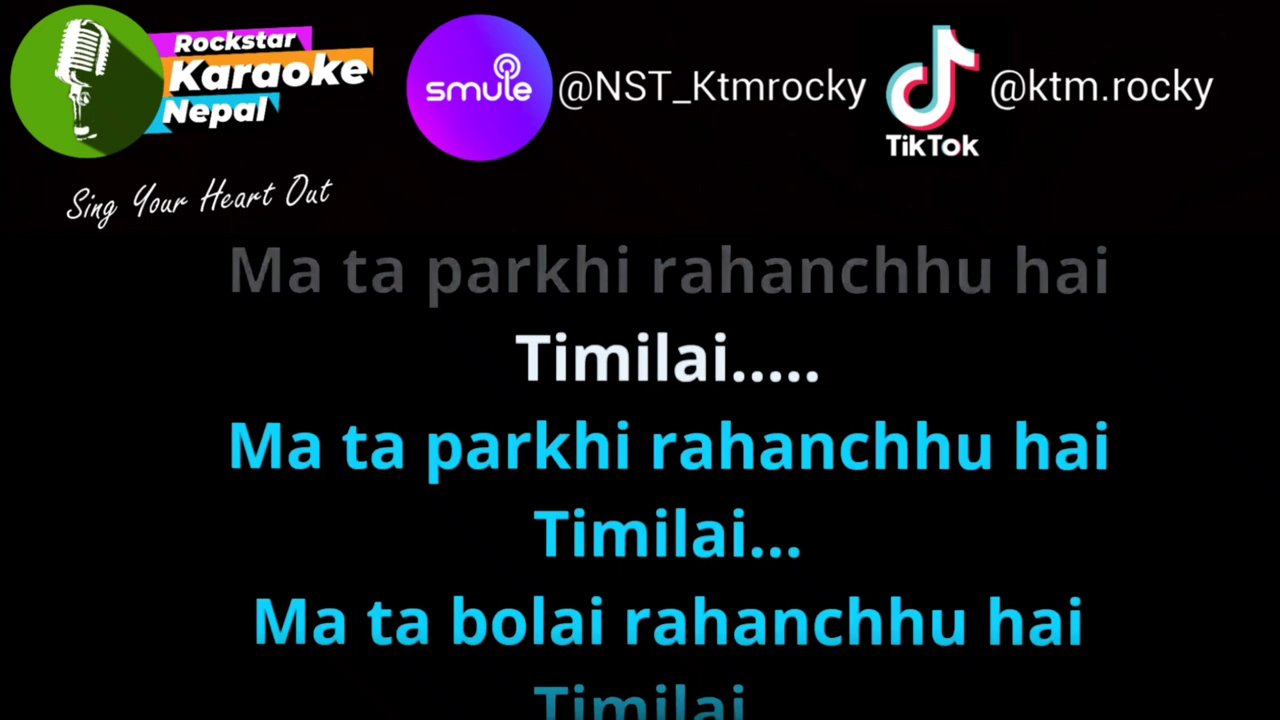 Rockstar
Karaoke
Nepal
Sing Your Heart Out
smule
@NST_Ktmrocky
TikTok
@ktm.rocky
Ma ta parkhi rahanchhu hai
Timilai.....
Ma ta parkhi rahanchhu hai
Timilai...
Ma ta bolai rahanchhu hai
Timilai